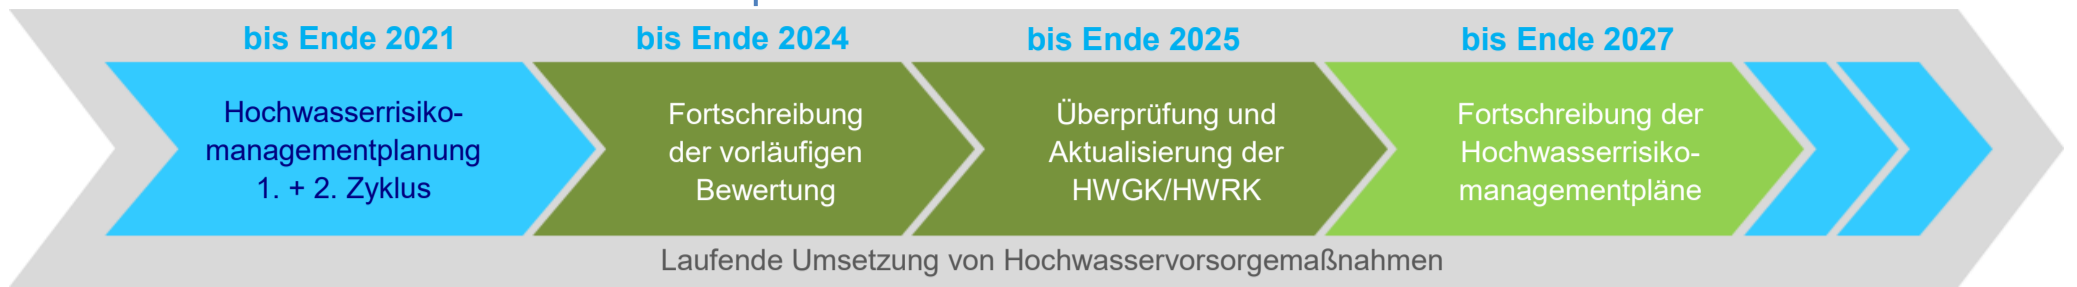 bis Ende 2021
bis Ende 2024
bis Ende 2025
bis Ende 2027
Hochwasserrisiko-
managementplanung
1. + 2. Zyklus
Fortschreibung
der vorläufigen
Bewertung
Überprüfung und
Aktualisierung der
HWGK/HWRK
Fortschreibung der
Hochwasserrisiko-
managementpläne
Laufende Umsetzung von Hochwasservorsorgemaßnahmen